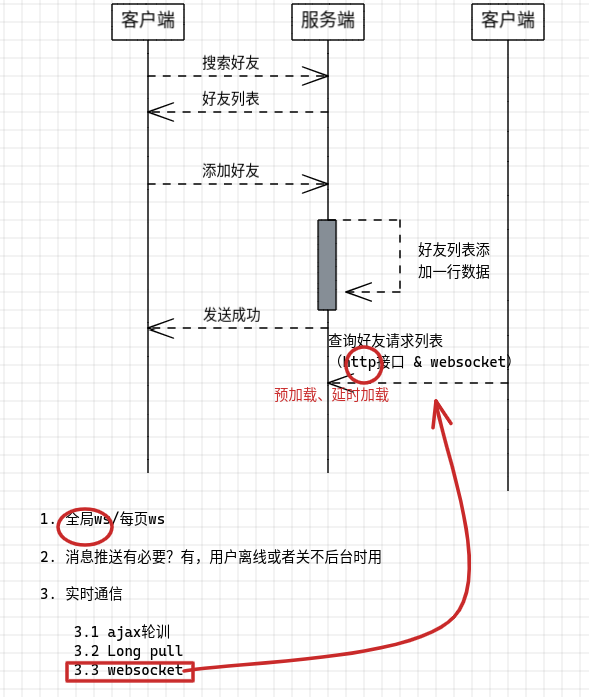 客户端
服务端
客户端
搜索好友
好友列表
添加好友
好友列表添
加一行数据
发送成功
查询好友请求列表
（http接口 & websocket）
预加载、延时加载
1. 全局ws/每页ws
2. 消息推送有必要？有，用户离线或者关不后台时用
3. 实时通信
3.1 ajax轮训
3.2 Long pull
3.3 websocket